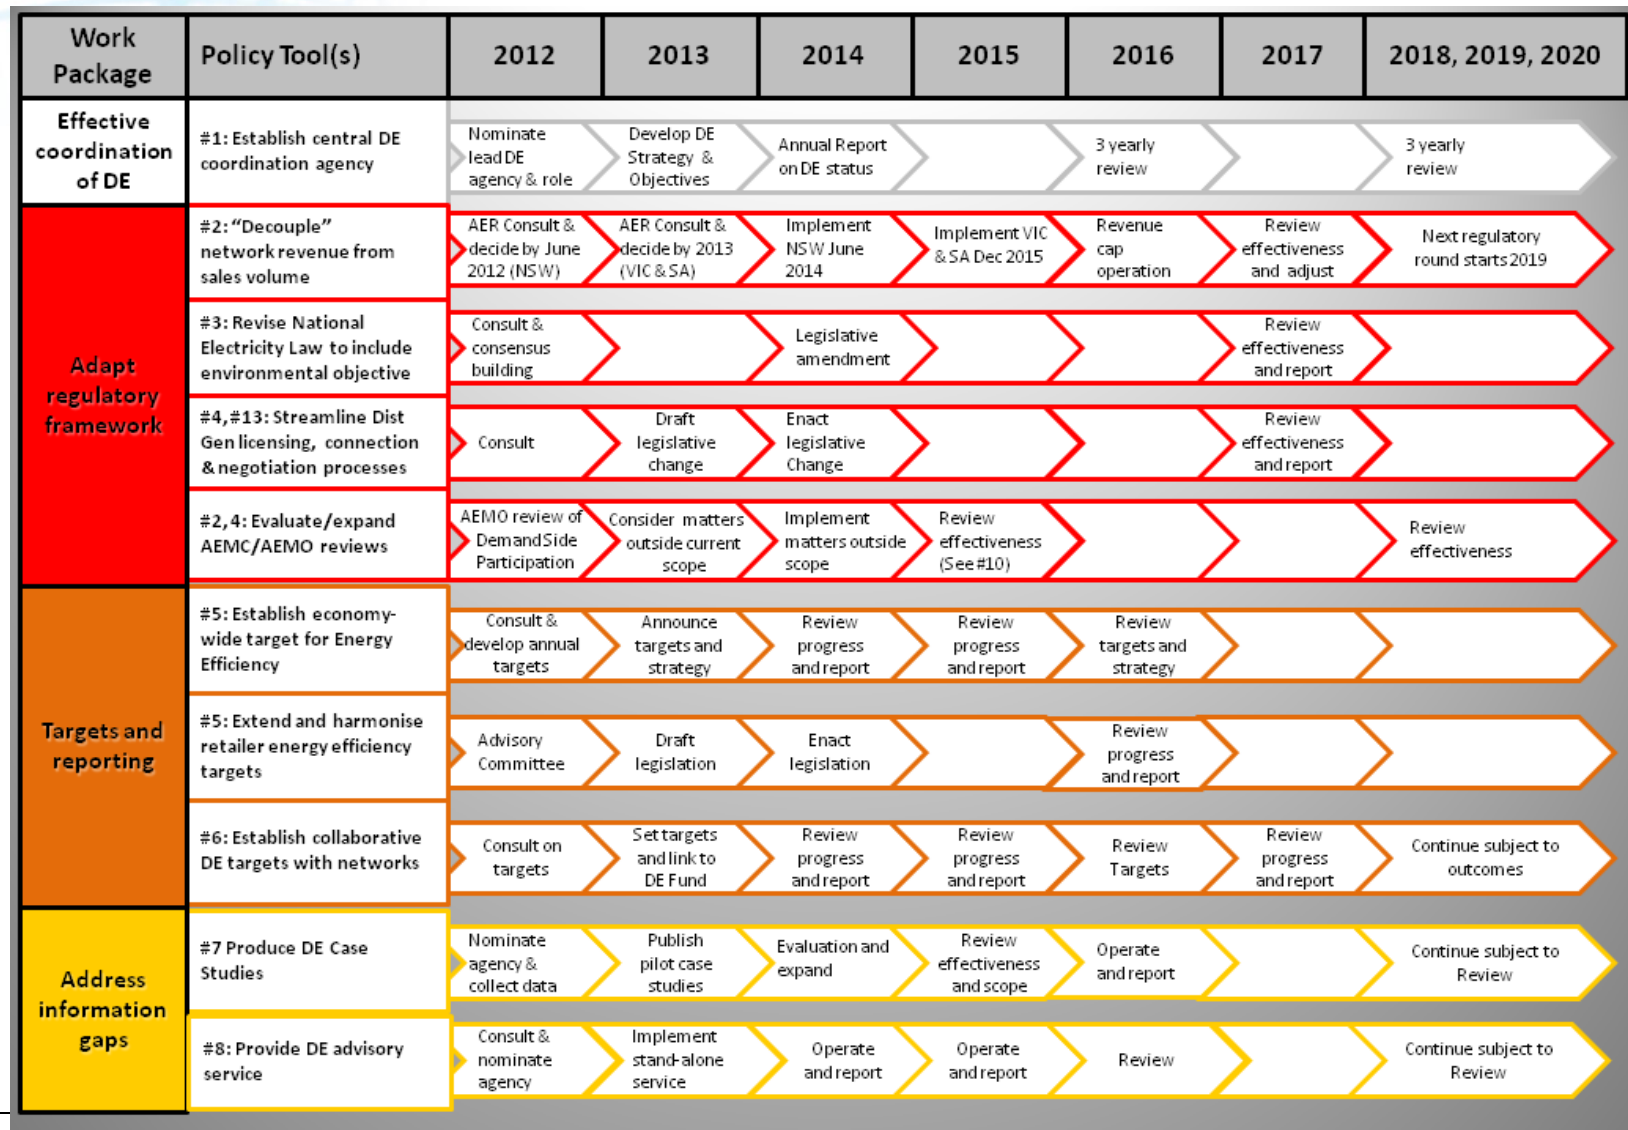 Work
Package
Policy Tool(s)
2012
2013
2014
2015
2016
2017
2018, 2019, 2020
Effective
coordination
of DE
#1: Establish central DE
coordination agency
Nominate
lead DE
agency & role
Develop DE
Strategy &
Objectives
Annual Report
on DE status
3 yearly
review
3 yearly
review
Adapt
regulatory
framework
#2: “Decouple”
network revenue from
sales volume
AER Consult &
decide by June
2012 (NSW)
AER Consult &
decide by 2013
(VIC & SA)
Implement
NSW June
2014
Implement VIC
& SA Dec 2015
Revenue
cap
operation
Review
effectiveness
and adjust
Next regulatory
round starts 2019
#3: Revise National
Electricity Law to include
environmental objective
Consult &
consensus
building
Legislative
amendment
Review
effectiveness
and report
#4,#13: Streamline Dist
Gen licensing, connection
& negotiation processes
Consult
Draft
legislative
change
Enact
legislative
Change
Review
effectiveness
and report
#2,4: Evaluate/expand
AEMC/AEMO reviews
AEMO review of
Demand Side
Participation
Consider matters
outside current
scope
Implement
matters outside
scope
Review
effectiveness
(See #10)
Review
effectiveness
Targets and
reporting
#5: Establish economy-
wide target for Energy
Efficiency
Consult &
develop annual
targets
Announce
targets and
strategy
Review
progress
and report
Review
progress
and report
Review
targets and
strategy
#5: Extend and harmonise
retailer energy efficiency
targets
Advisory
Committee
Draft
legislation
Enact
legislation
Review
progress
and report
#6: Establish collaborative
DE targets with networks
Consult on
targets
Set targets
and link to
DE Fund
Review
progress
and report
Review
progress
and report
Review
Targets
Review
progress
and report
Continue subject to
outcomes
Address
information
gaps
#7 Produce DE Case
Studies
Nominate
agency &
collect data
Publish
pilot case
studies
Evaluation and
expand
Review
effectiveness
and scope
Operate
and report
Continue subject to
Review
#8: Provide DE advisory
service
Consult &
nominate
agency
Implement
stand-alone
service
Operate
and report
Operate
and report
Review
Continue subject to
Review